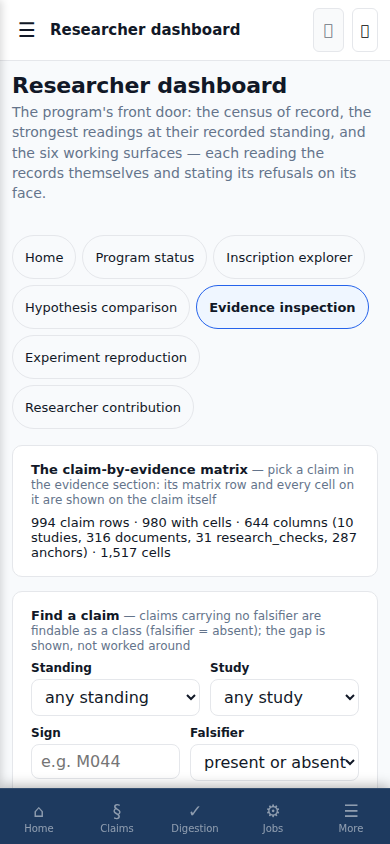 ☰ Researcher dashboard
Researcher dashboard
The program's front door: the census of record, the
strongest readings at their recorded standing, and
the six working surfaces — each reading the
records themselves and stating its refusals on its
face.
Home
Program status
Inscription explorer
Hypothesis comparison
Evidence inspection
Experiment reproduction
Researcher contribution
The claim-by-evidence matrix — pick a claim in
the evidence section: its matrix row and every cell on
it are shown on the claim itself
994 claim rows · 980 with cells · 644 columns (10
studies, 316 documents, 31 research_checks, 287
anchors) · 1,517 cells
Find a claim — claims carrying no falsifier are
findable as a class (falsifier = absent); the gap is
shown, not worked around
Standing
Study
any standing
any study
Sign
Falsifier
e.g. M044
present or absent
Home
§
Claims
✓
Digestion
Jobs
☰
More